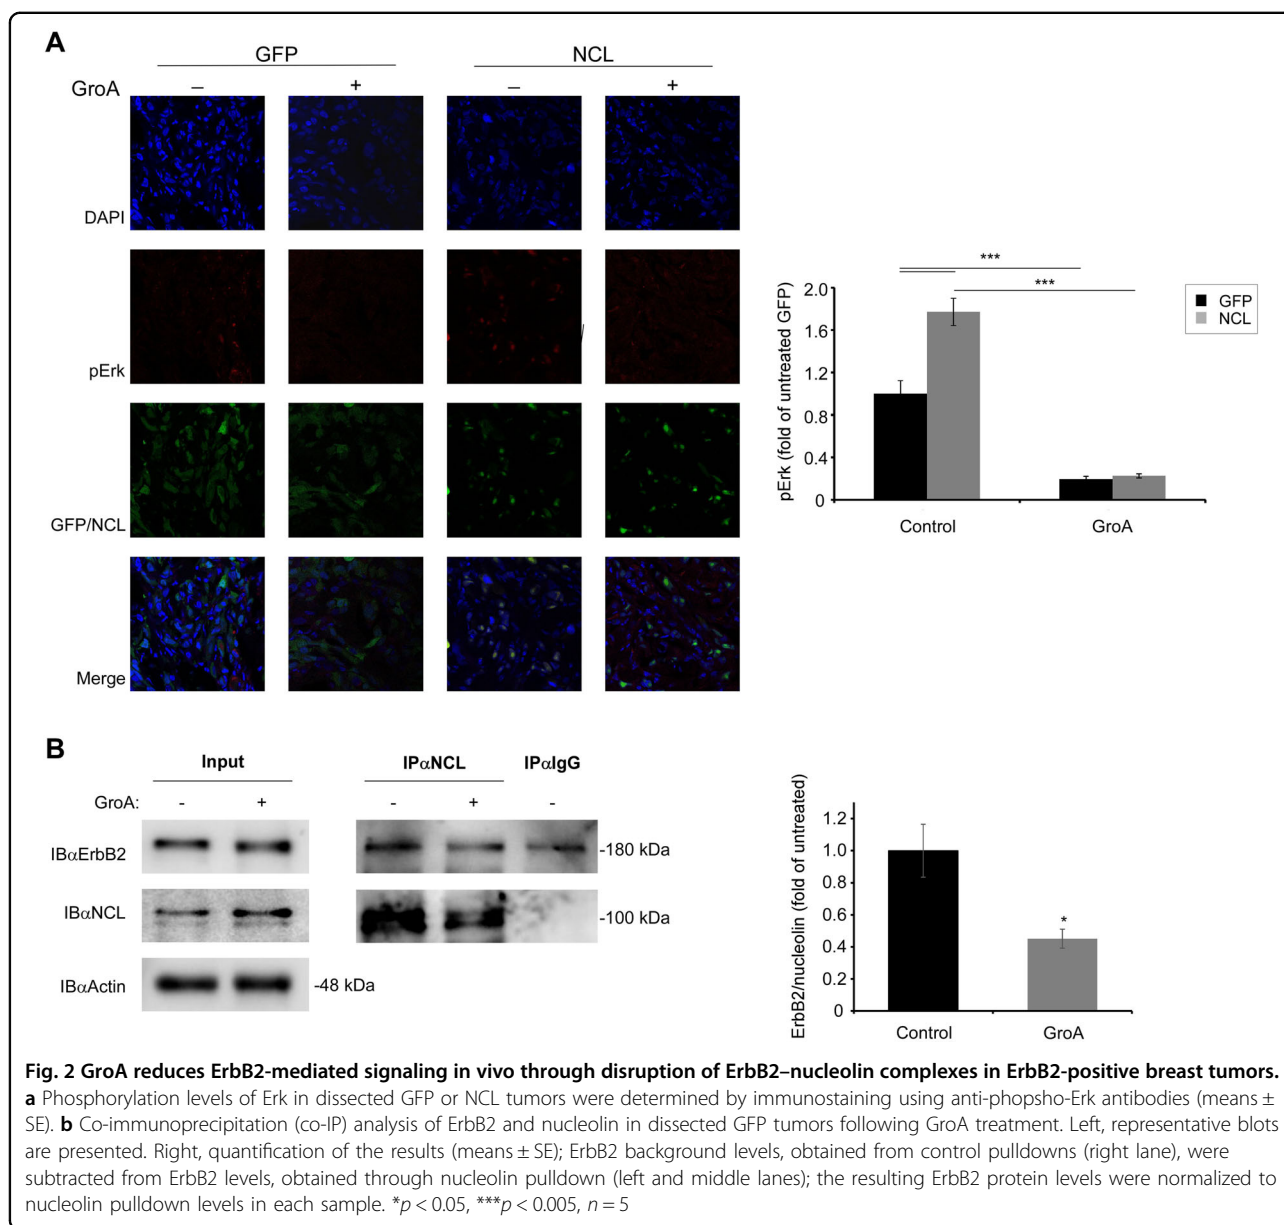 A
GFP NCL
GroA – + – +
DAPI
pErk
GFP/NCL
Merge
*** 
***
pErk (fold of untreated GFP)
2.0
1.6
1.2
0.8
0.4
0
Control GroA
GFP
NCL
B
Input IPαNCL IPαIgG
GroA: - + - + -
IBαErbB2 -180 kDa
IBαNCL -100 kDa
IBαActin -48 kDa
ErbB2/nucleolin (fold of untreated)
1.2
1.0
0.8
0.6
0.4
0.2
0
*
Control GroA
Fig. 2 GroA reduces ErbB2-mediated signaling in vivo through disruption of ErbB2–nucleolin complexes in ErbB2-positive breast tumors.
a Phosphorylation levels of Erk in dissected GFP or NCL tumors were determined by immunostaining using anti-phopsho-Erk antibodies (means ±
SE). b Co-immunoprecipitation (co-IP) analysis of ErbB2 and nucleolin in dissected GFP tumors following GroA treatment. Left, representative blots
are presented. Right, quantification of the results (means ± SE); ErbB2 background levels, obtained from control pulldowns (right lane), were
subtracted from ErbB2 levels, obtained through nucleolin pulldown (left and middle lanes); the resulting ErbB2 protein levels were normalized to
nucleolin pulldown levels in each sample. *p < 0.05, ***p < 0.005, n = 5